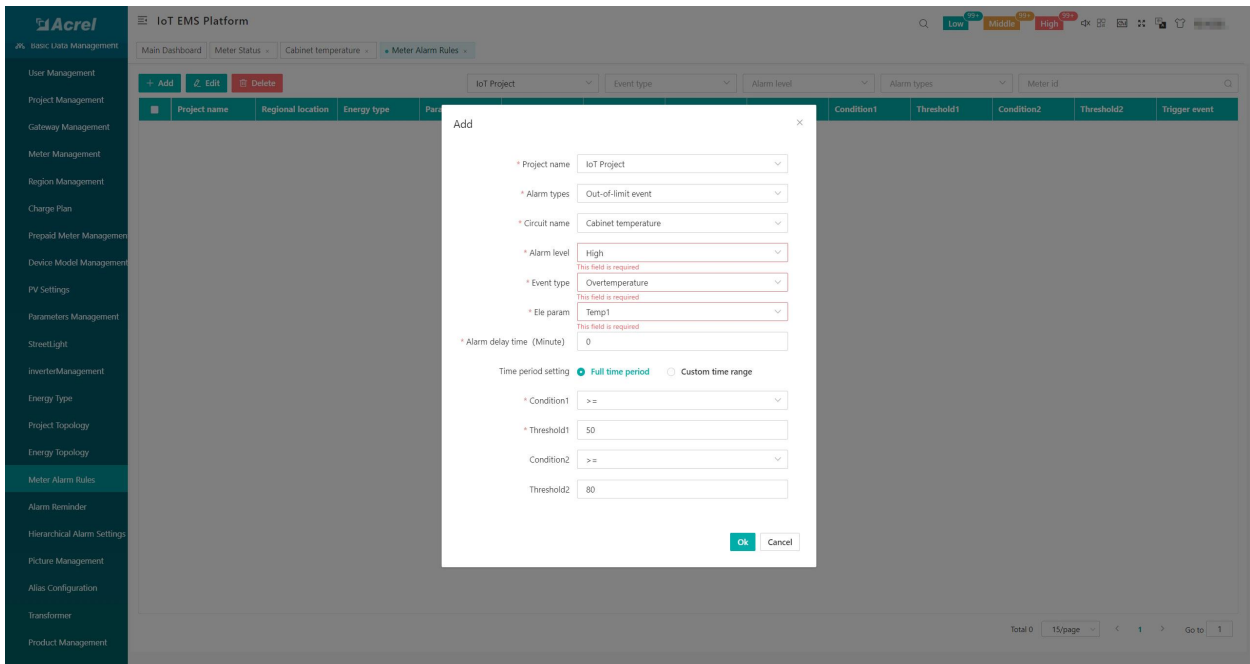 Acrel
IoT EMS Platform
Low 99+ Middle 99+ High 99+
Basic Data Management
Main Dashboard Meter Status × Cabinet temperature × Meter Alarm Rules ×
User Management
Project Management
Gateway Management
Meter Management
Region Management
Charge Plan
Prepaid Meter Managemen
Device Model Management
PV Settings
Parameters Management
StreetLight
inverterManagement
Energy Type
Project Topology
Energy Topology
Meter Alarm Rules
Alarm Reminder
Hierarchical Alarm Settings
Picture Management
Alias Configuration
Transformer
Product Management
+ Add Edit Delete IoT Project Event type Alarm level Alarm types Meter id
Project name Regional location Energy type Para Condition1 Threshold1 Condition2 Threshold2 Trigger event
Add ×
* Project name IoT Project
* Alarm types Out-of-limit event
* Circuit name Cabinet temperature
* Alarm level High
This field is required
* Event type Overtemperature
This field is required
* Ele param Temp1
This field is required
* Alarm delay time (Minute) 0
Time period setting Full time period Custom time range
* Condition1 >=
* Threshold1 50
Condition2 >=
Threshold2 80
Ok Cancel
Total 0 15/page < 1 > Go to 1